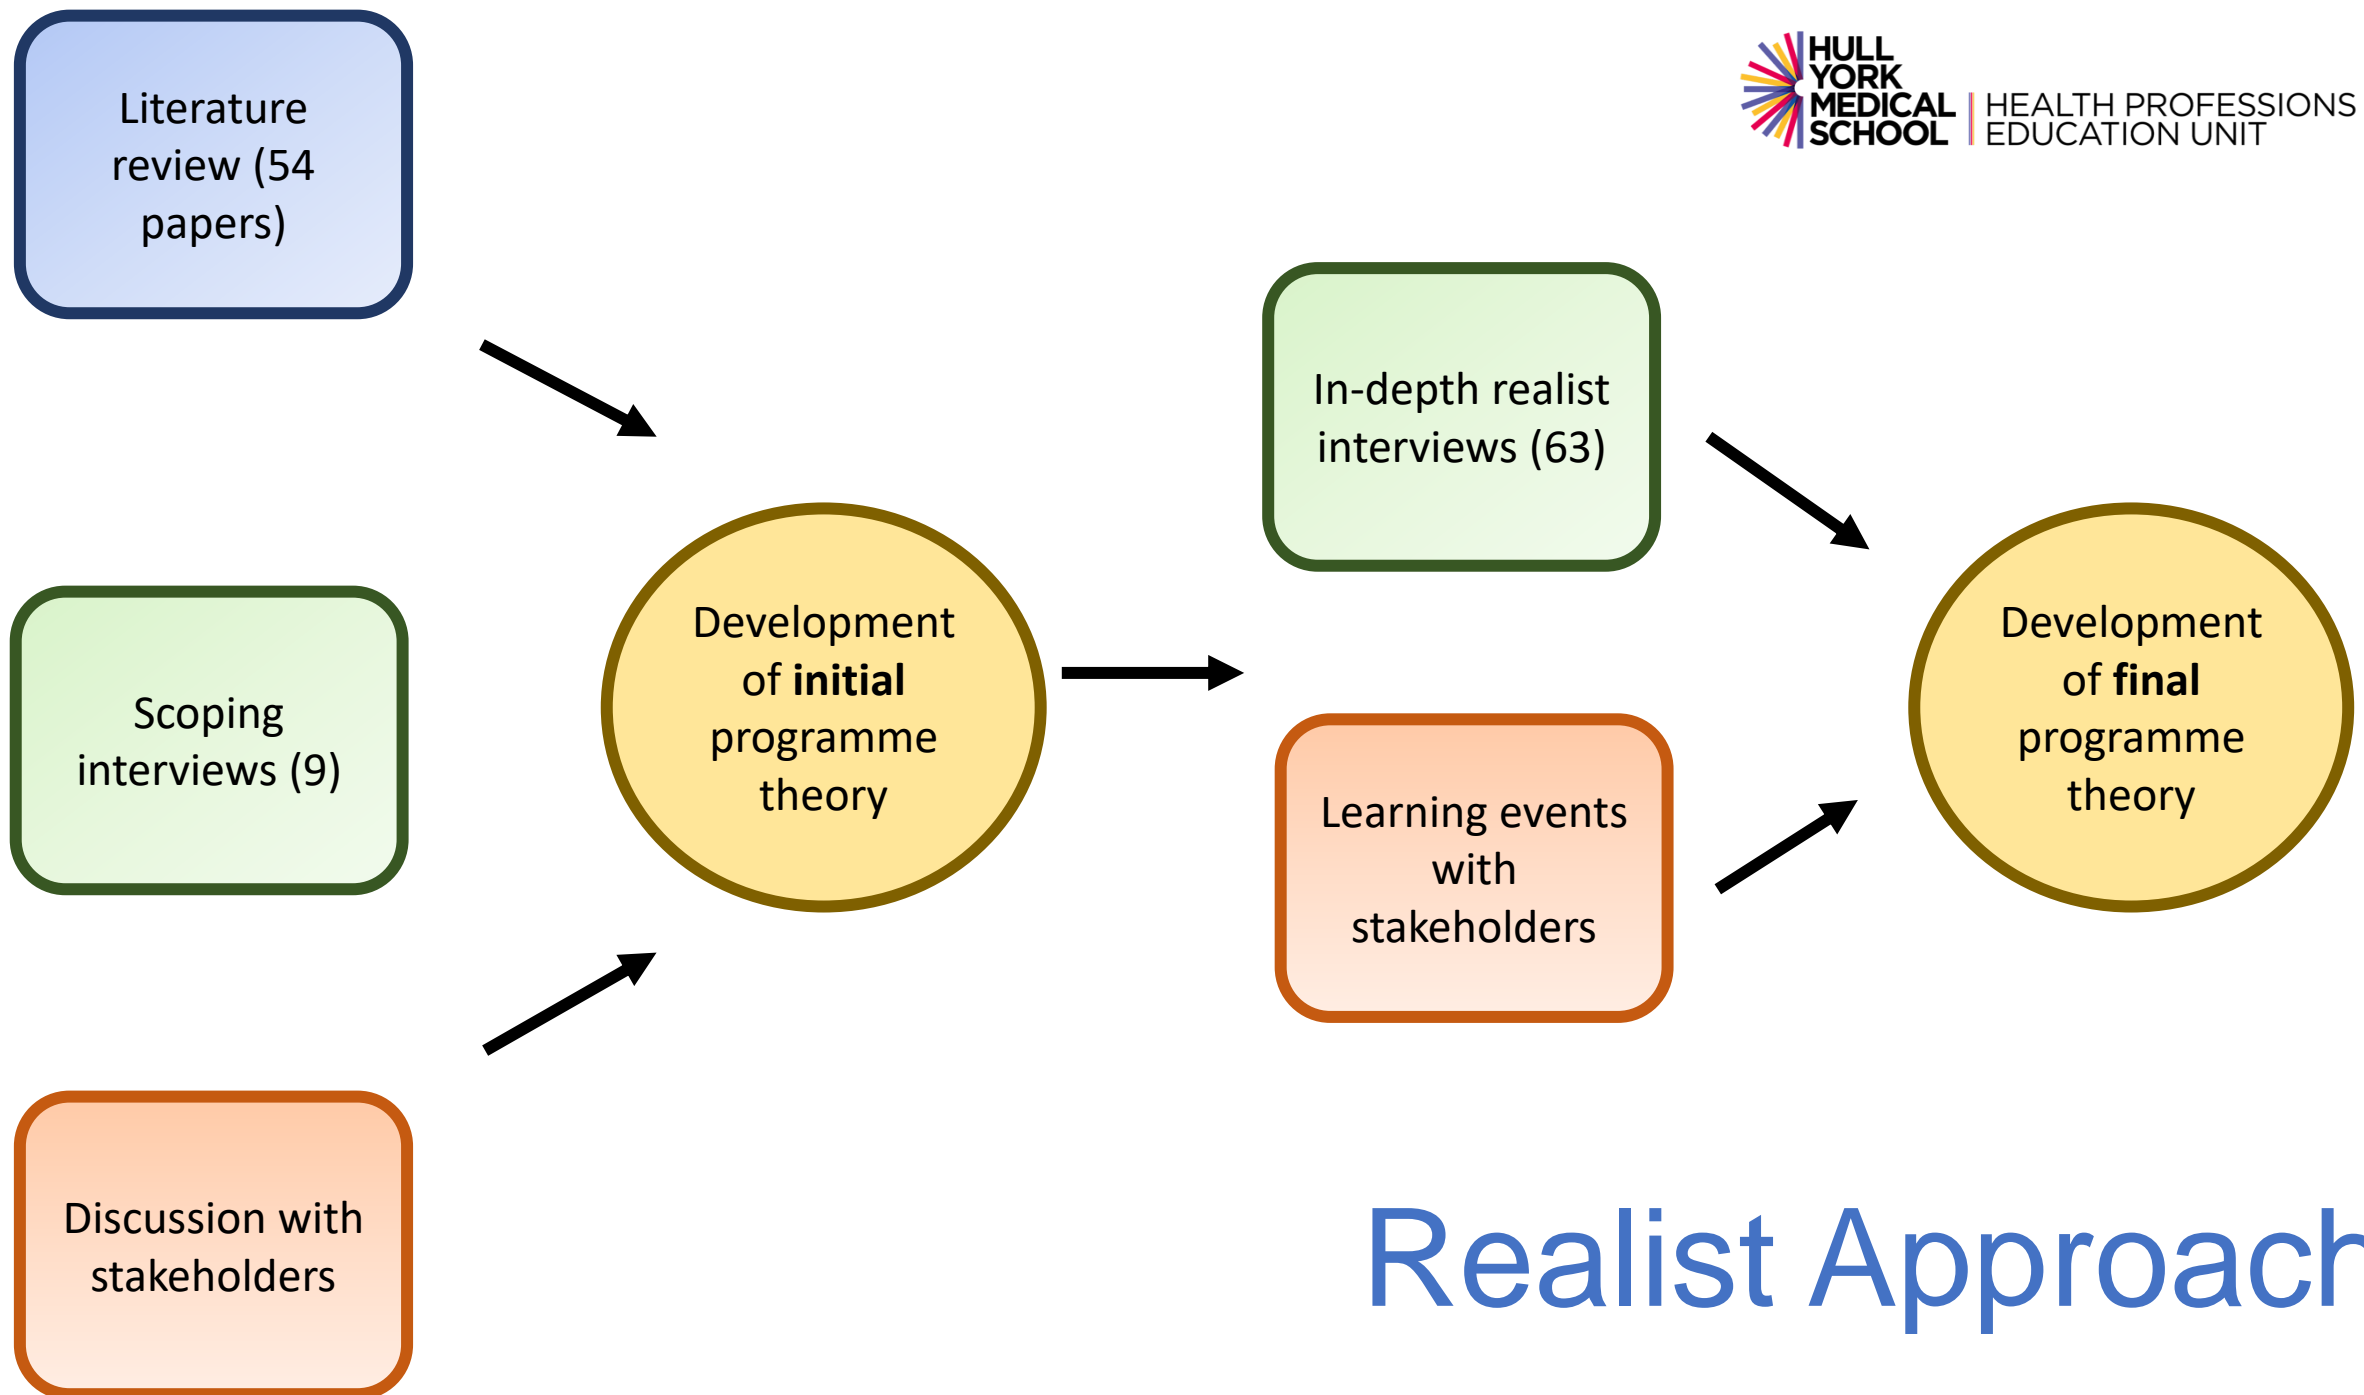 Literature
review (54
papers)
HULL
YORK
MEDICAL
SCHOOL
HEALTH PROFESSIONS
EDUCATION UNIT
Scoping
interviews (9)
Discussion with
stakeholders
Development
of initial
programme
theory
In-depth realist
interviews (63)
Learning events
with
stakeholders
Development
of final
programme
theory
Realist Approach